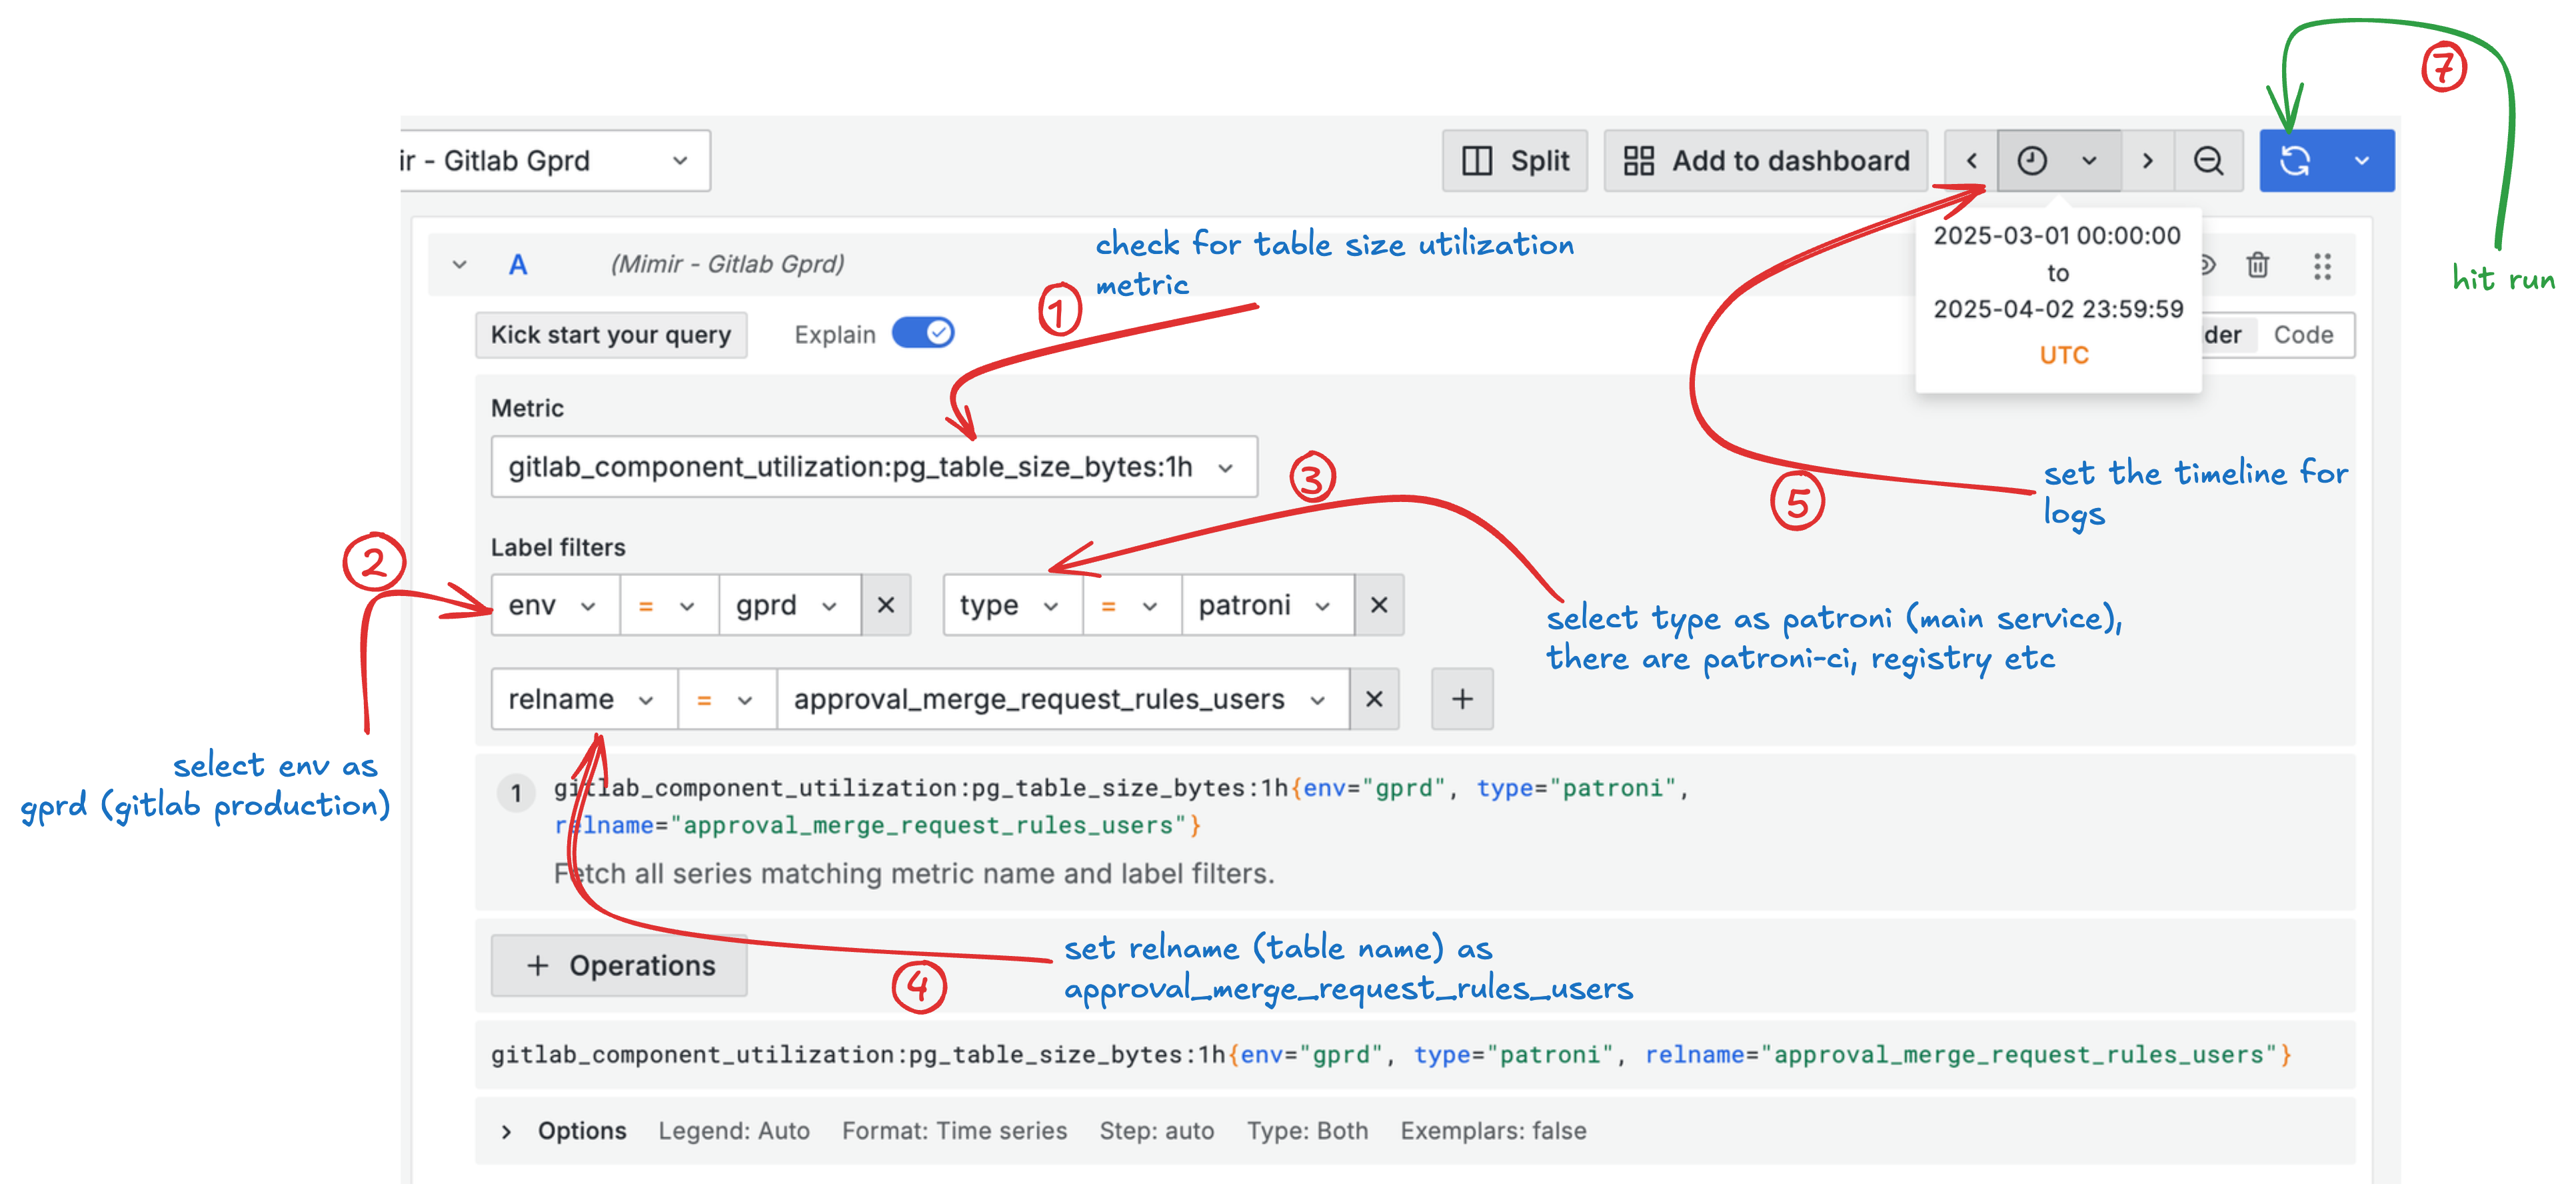 7
ir - Gitlab Gprd
Split
Add to dashboard
hit run
A
(Mimir - Gitlab Gprd)
check for table size utilization
metric
2025-03-01 00:00:00
to
2025-04-02 23:59:59
UTC
1
Kick start your query
Explain
der
Code
Metric
gitlab_component_utilization:pg_table_size_bytes:1h
3
5
set the timeline for
logs
2
Label filters
env = gprd
type = patroni
select type as patroni (main service),
there are patroni-ci, registry etc
relname = approval_merge_request_rules_users
select env as
gprd (gitlab production)
1
gitlab_component_utilization:pg_table_size_bytes:1h{env="gprd", type="patroni",
relname="approval_merge_request_rules_users"}
Fetch all series matching metric name and label filters.
+ Operations
4
set relname (table name) as
approval_merge_request_rules_users
gitlab_component_utilization:pg_table_size_bytes:1h{env="gprd", type="patroni", relname="approval_merge_request_rules_users"}
Options Legend: Auto Format: Time series Step: auto Type: Both Exemplars: false